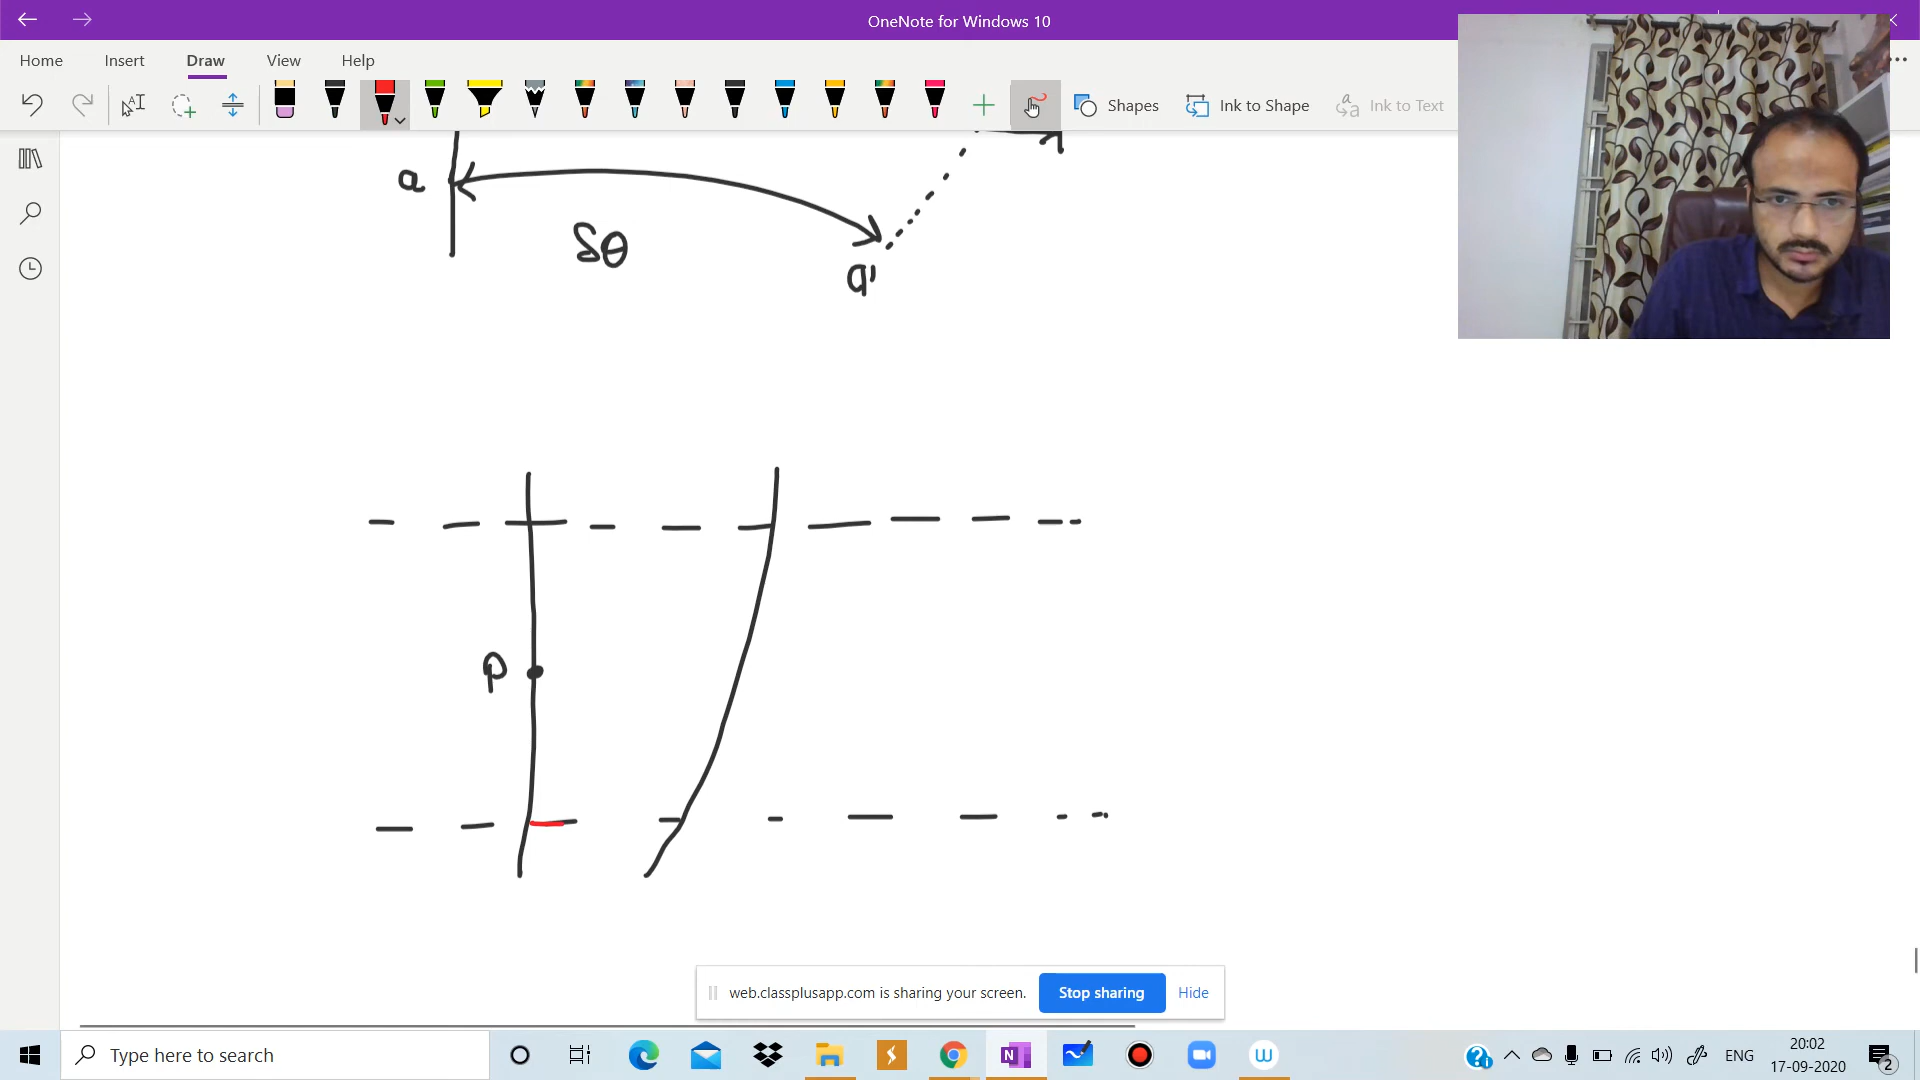 OneNote for Windows 10
Home Insert Draw View Help
Shapes Ink to Shape Ink to Text
a
δθ
a'
P
web.classplusapp.com is sharing your screen. Stop sharing Hide
Type here to search
ENG
20:02
17-09-2020
2